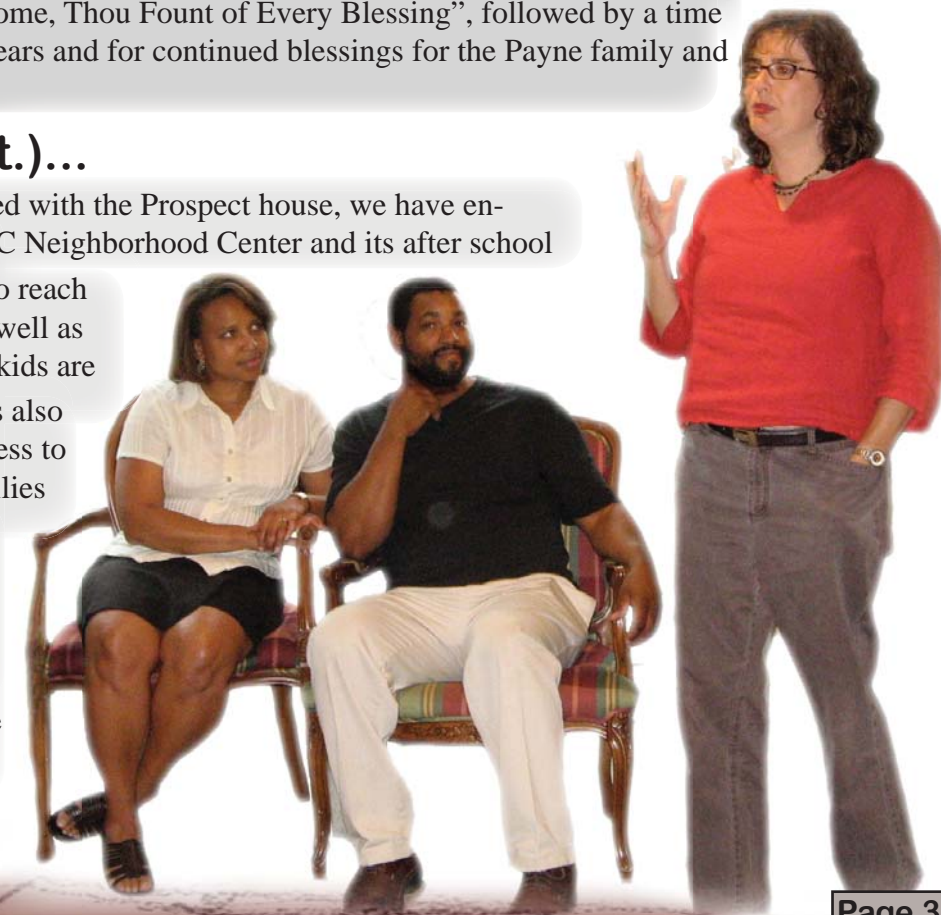 ome, Thou Fount of Every Blessing”, followed by a time
ears and for continued blessings for the Payne family and
t.)…
ed with the Prospect house, we have en-
C Neighborhood Center and its after school
o reach
well as
kids are
s also
ess to
lies
Page 3